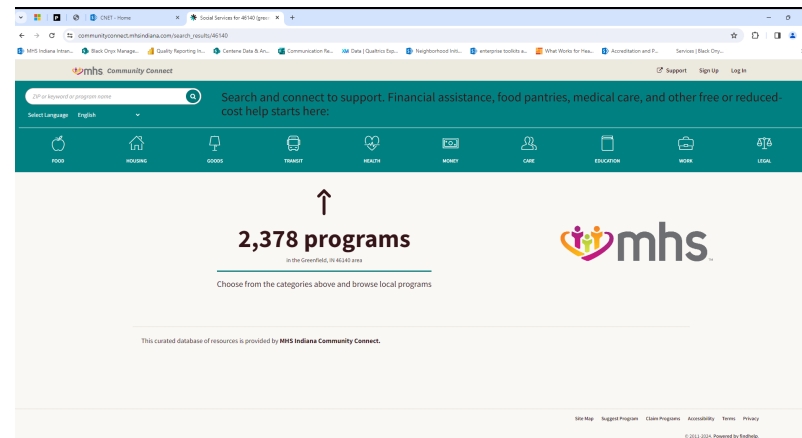 CNET - Home
Social Services for 46140 (green
communityconnect.mhsindiana.com/search_results/46140
MHS Indiana Intran... Black Onyx Manage... Quality Reporting In... Centene Data & An... Communication Re... XM Data | Qualtrics Exp... Neighborhood Initi... enterprise toolkits a... What Works for Hea... Accreditation and P... Services | Black Ony...
mhs Community Connect Support Sign Up Log In
ZIP or keyword or program name
Search and connect to support. Financial assistance, food pantries, medical care, and other free or reduced-
cost help starts here:
Select Language English
FOOD HOUSING GOODS TRANSIT HEALTH MONEY CARE EDUCATION WORK LEGAL
2,378 programs
in the Greenfield, IN 46140 area
mhs
Choose from the categories above and browse local programs
This curated database of resources is provided by MHS Indiana Community Connect.
Site Map Suggest Program Claim Programs Accessibility Terms Privacy
© 2011-2024. Powered by findhelp.